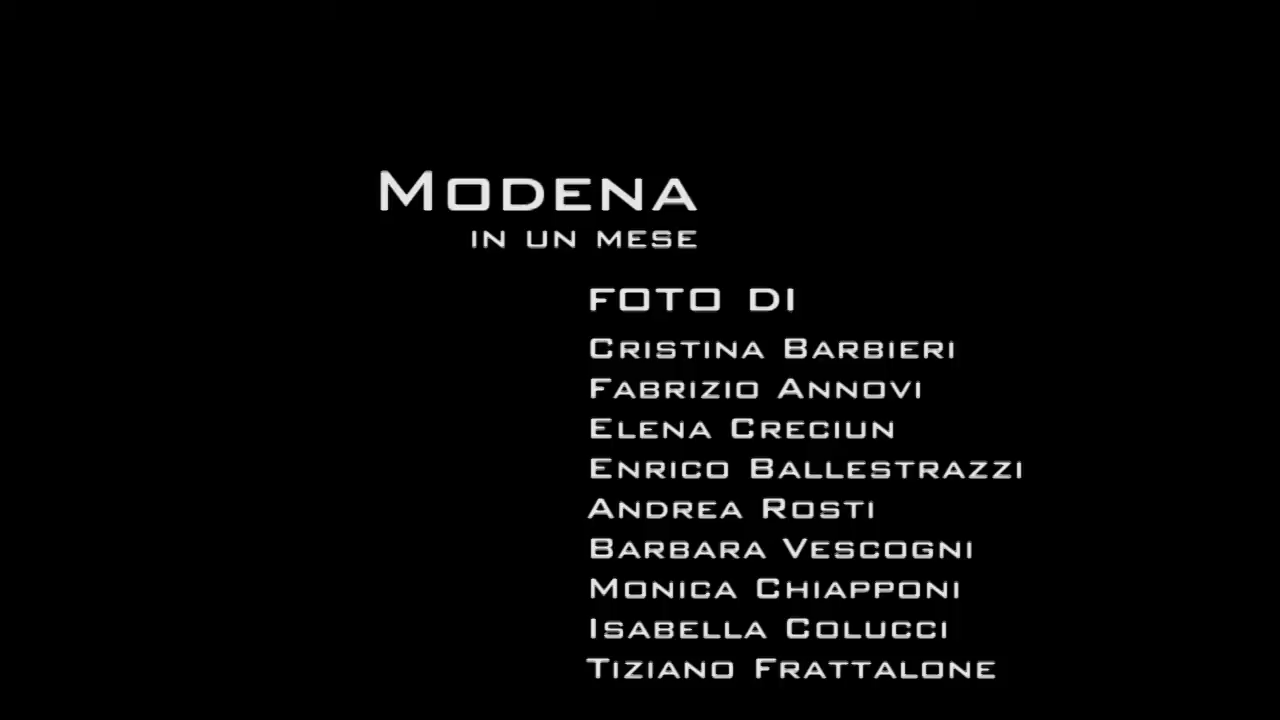 Modena
in un mese
foto di
Cristina Barbieri
Fabrizio Annovi
Elena Creciun
Enrico Ballestrazzi
Andrea Rosti
Barbara Vescogni
Monica Chiapponi
Isabella Colucci
Tiziano Frattalone